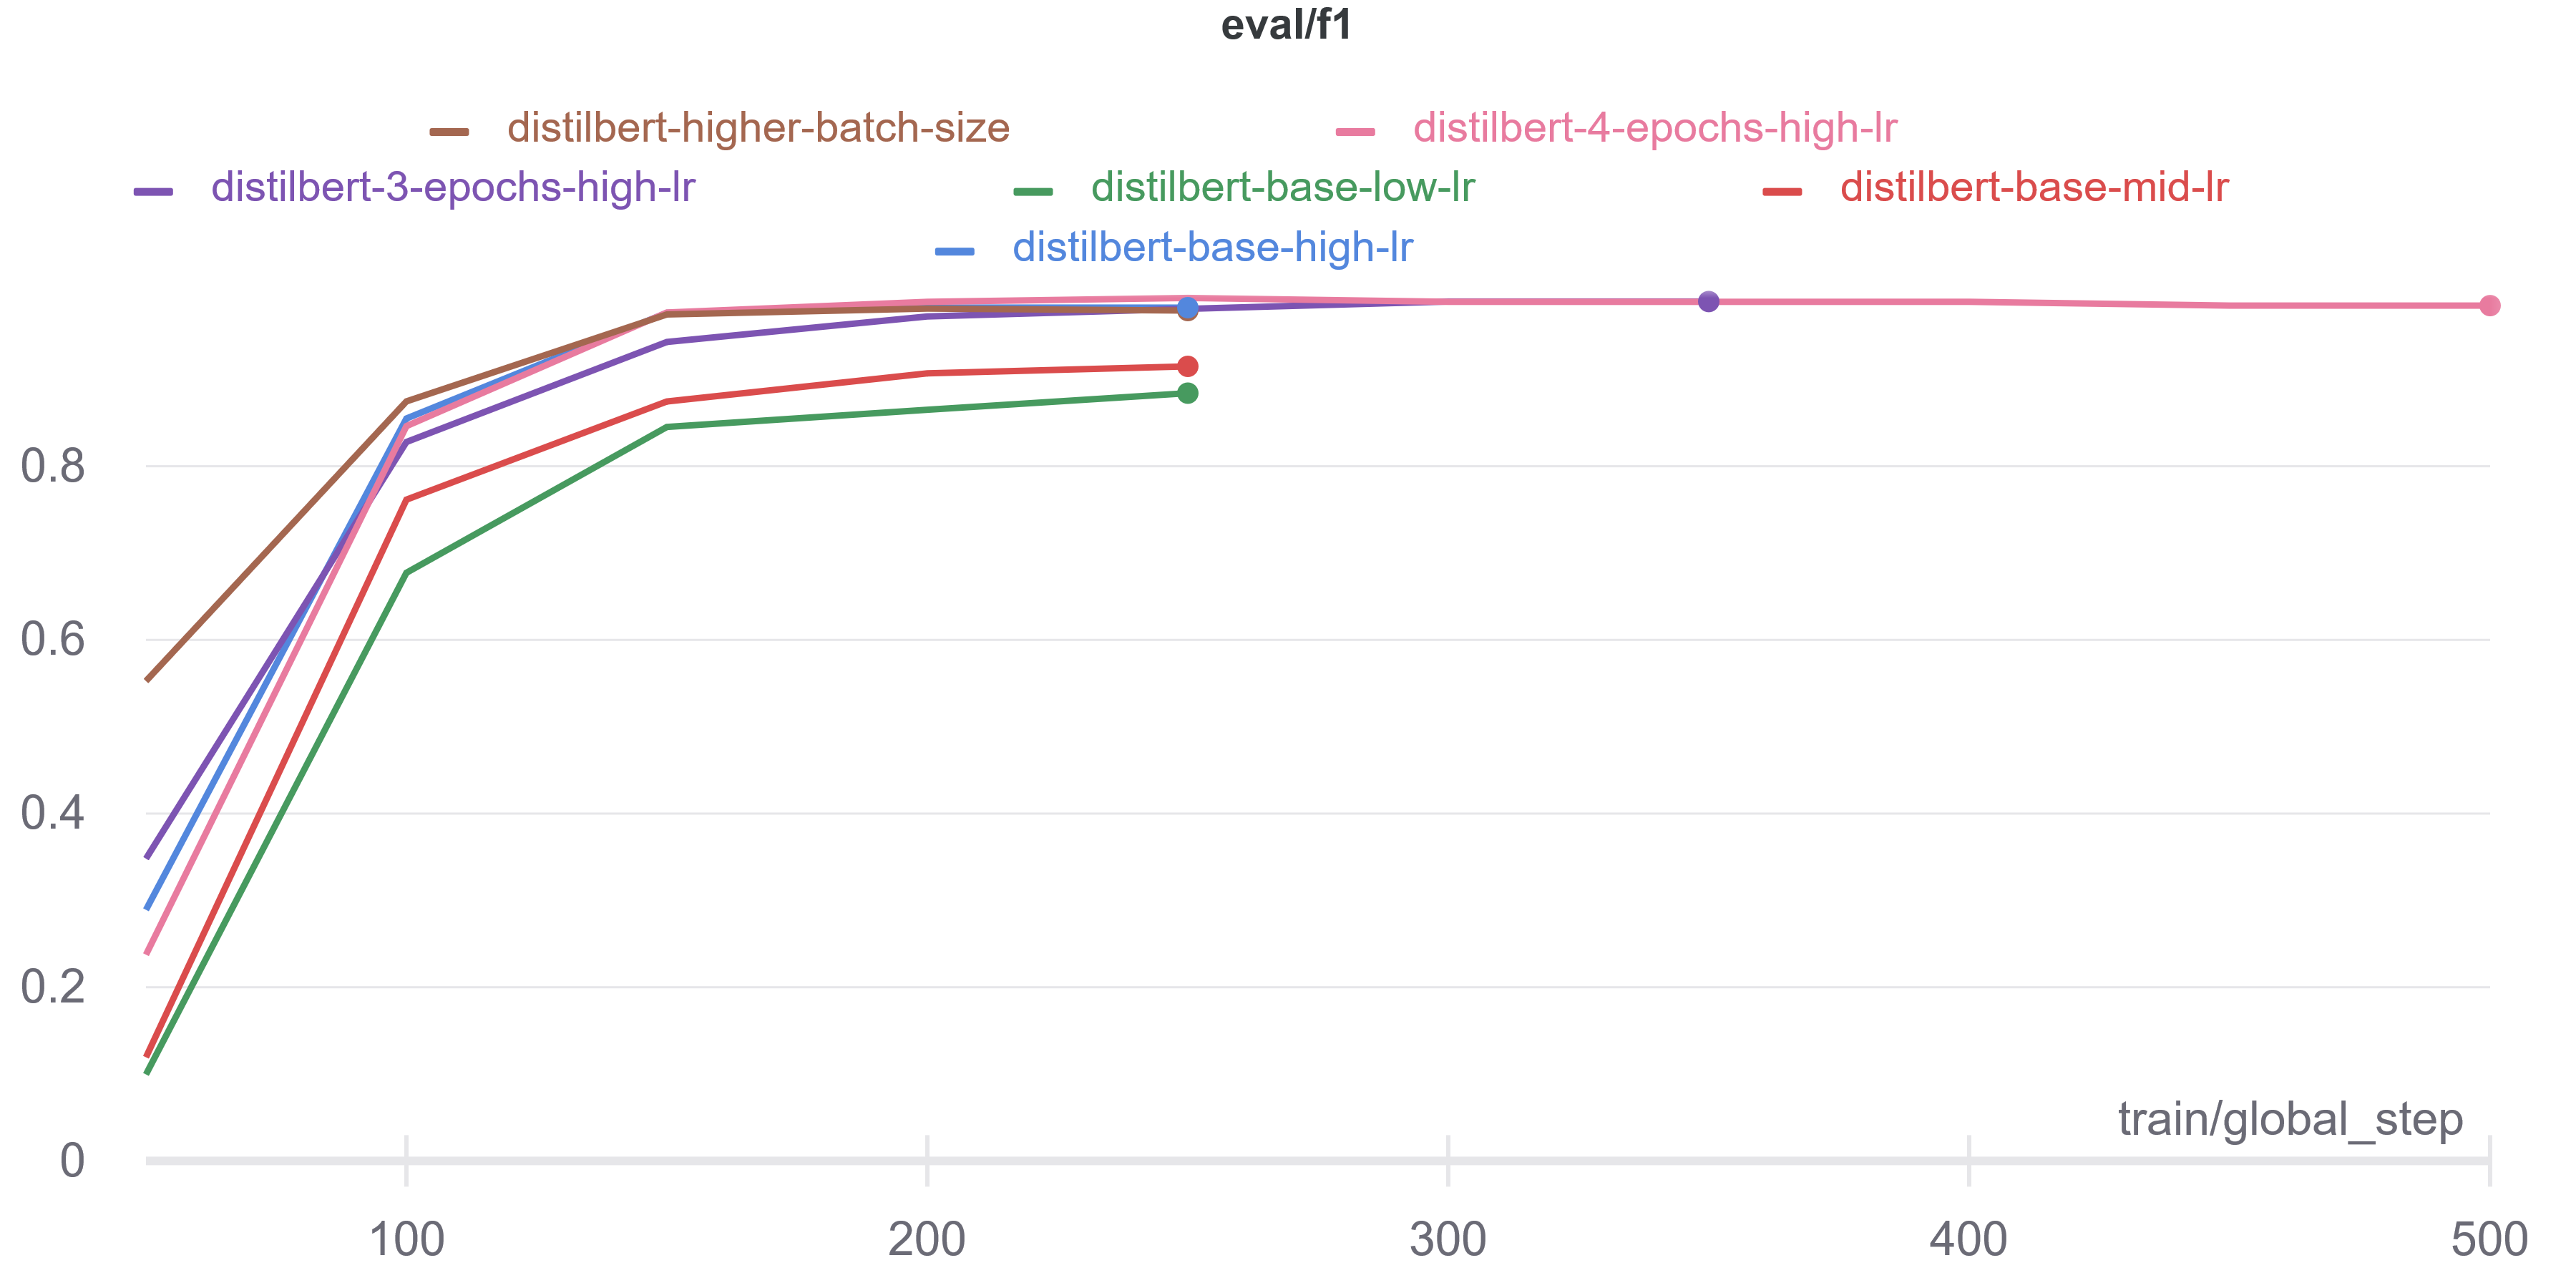 eval/f1
distilbert-higher-batch-size distilbert-4-epochs-high-lr
distilbert-3-epochs-high-lr distilbert-base-low-lr distilbert-base-mid-lr
distilbert-base-high-lr
0.8
0.6
0.4
0.2
train/global_step
0
100 200 300 400 500